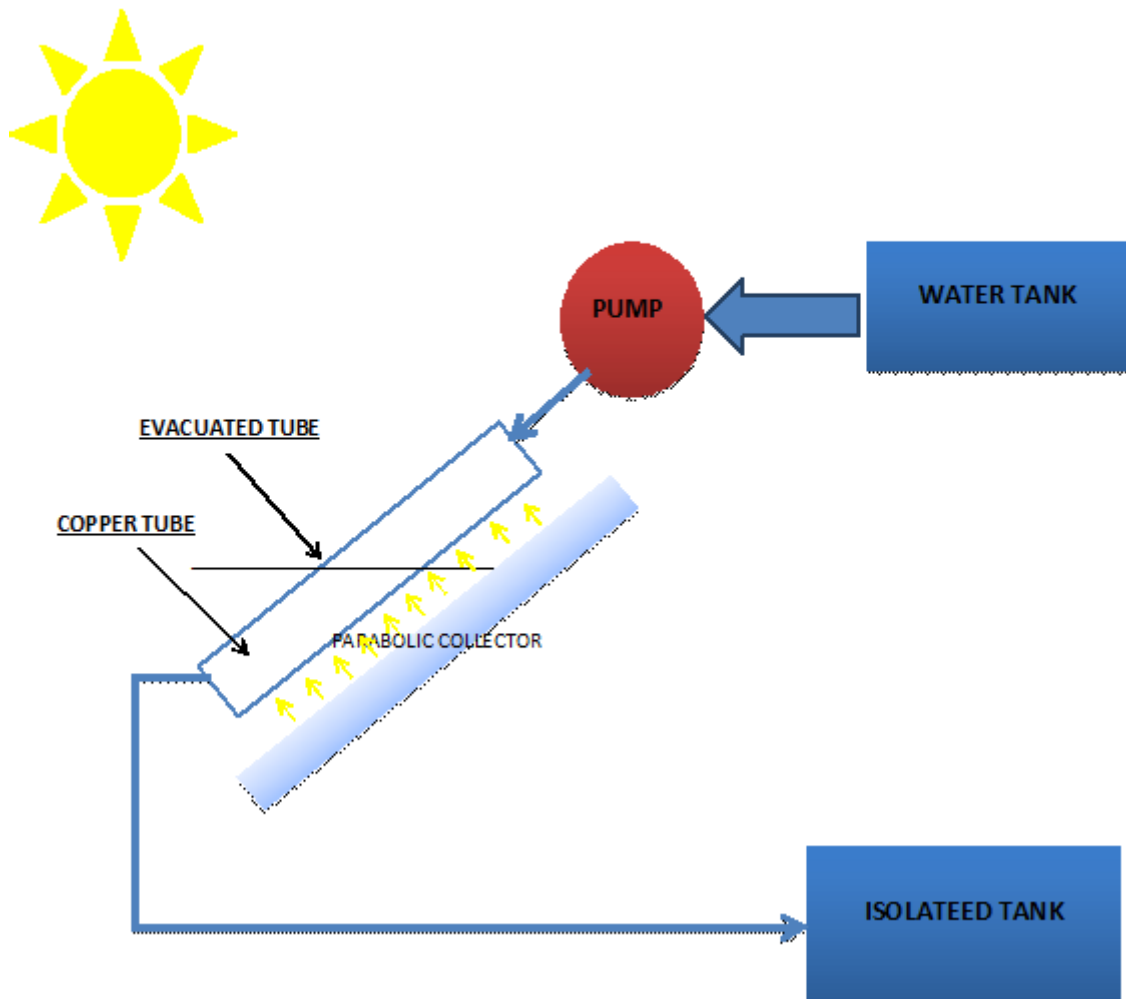 WATER TANK
PUMP
EVACUATED TUBE
COPPER TUBE
PARABOLIC COLLECTOR
ISOLATEED TANK